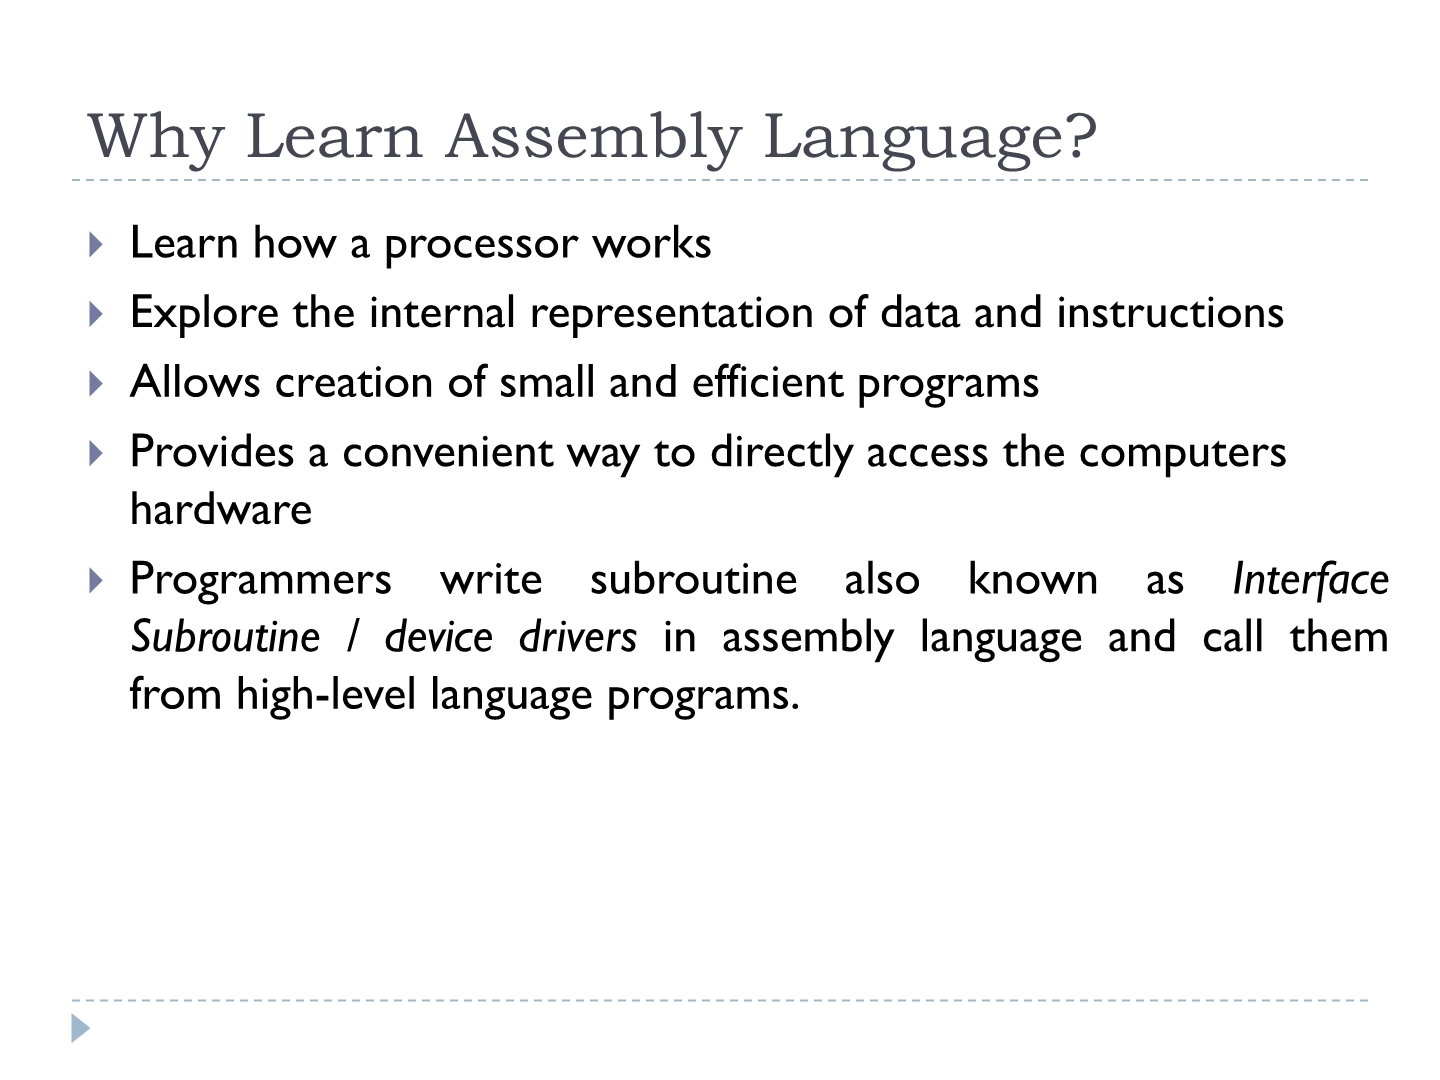 Why Learn Assembly Language?
Learn how a processor works
Explore the internal representation of data and instructions
Allows creation of small and efficient programs
Provides a convenient way to directly access the computers
hardware
Programmers write subroutine also known as Interface
Subroutine / device drivers in assembly language and call them
from high-level language programs.